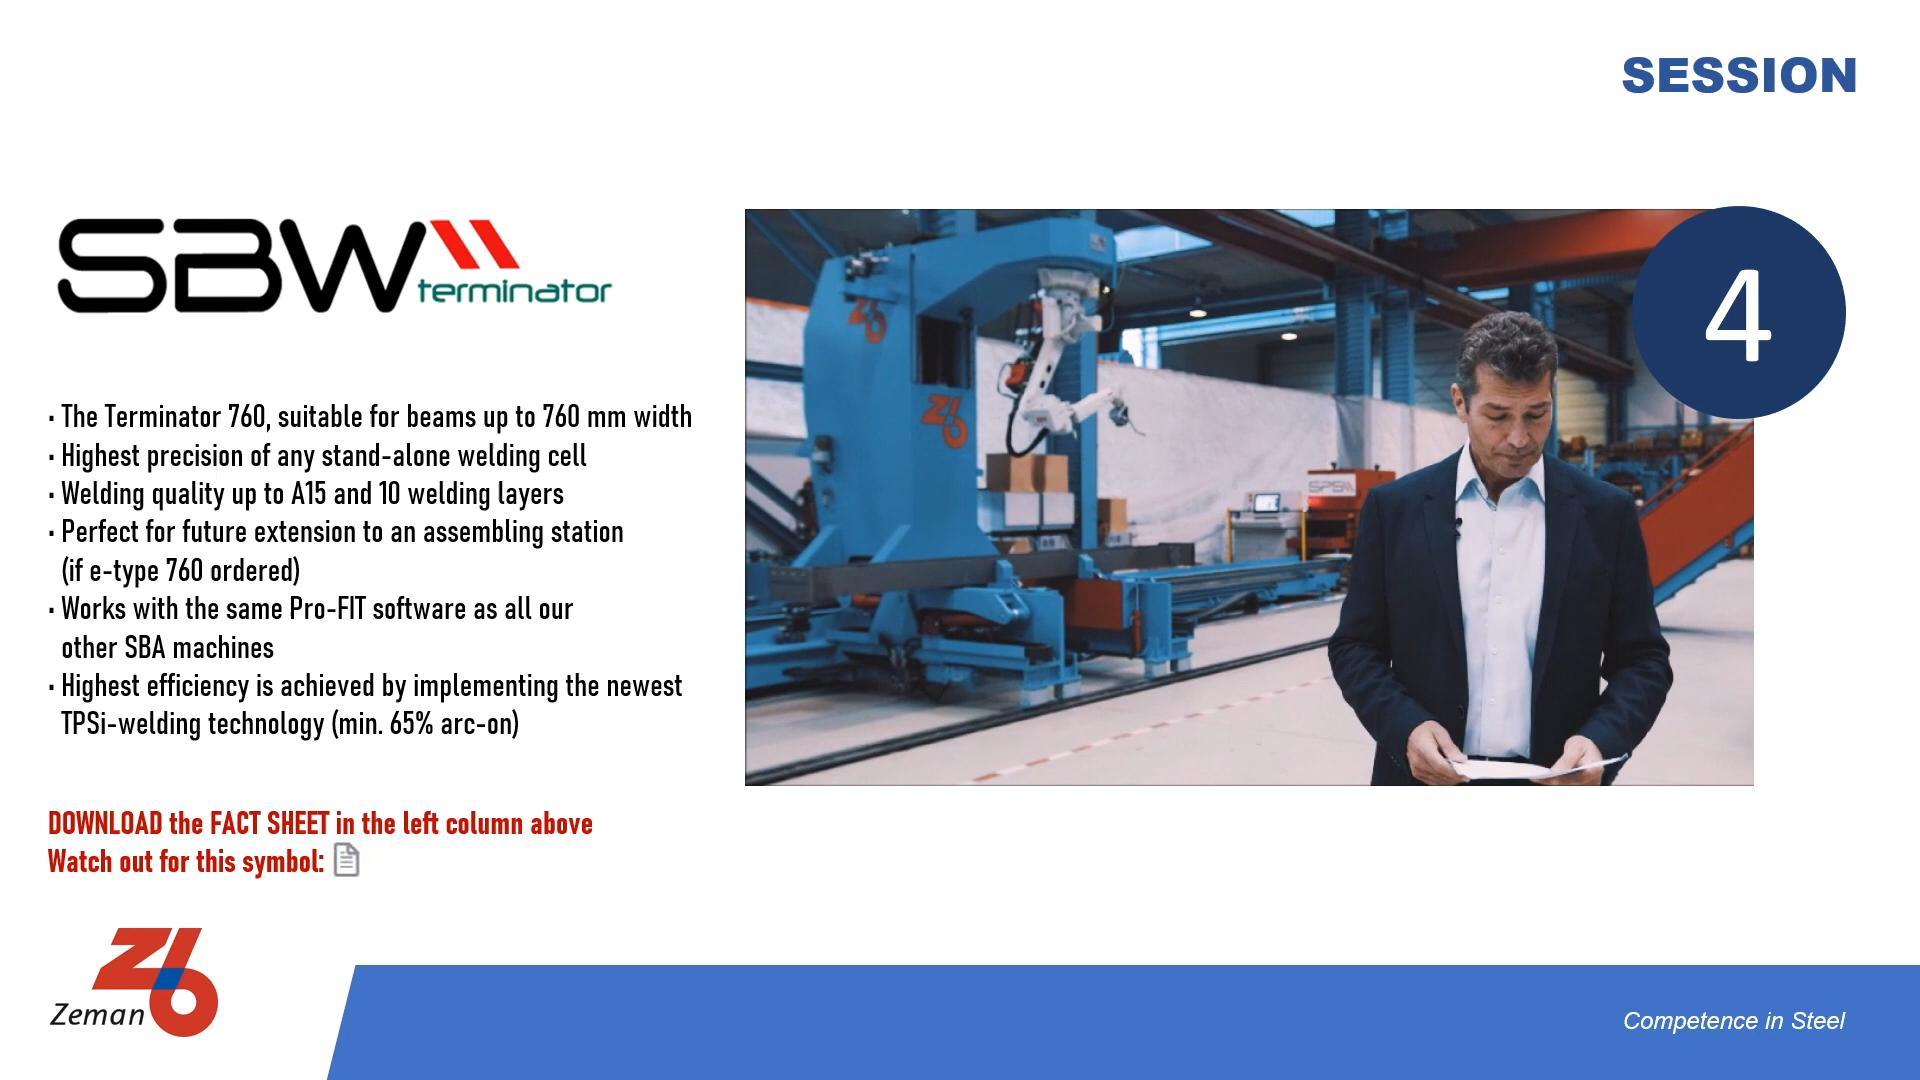 SESSION
SBW terminator
4
· The Terminator 760, suitable for beams up to 760 mm width
· Highest precision of any stand-alone welding cell
· Welding quality up to A15 and 10 welding layers
· Perfect for future extension to an assembling station
(if e-type 760 ordered)
· Works with the same Pro-FIT software as all our
other SBA machines
· Highest efficiency is achieved by implementing the newest
TPSi-welding technology (min. 65% arc-on)
DOWNLOAD the FACT SHEET in the left column above
Watch out for this symbol:
Zeman
Competence in Steel